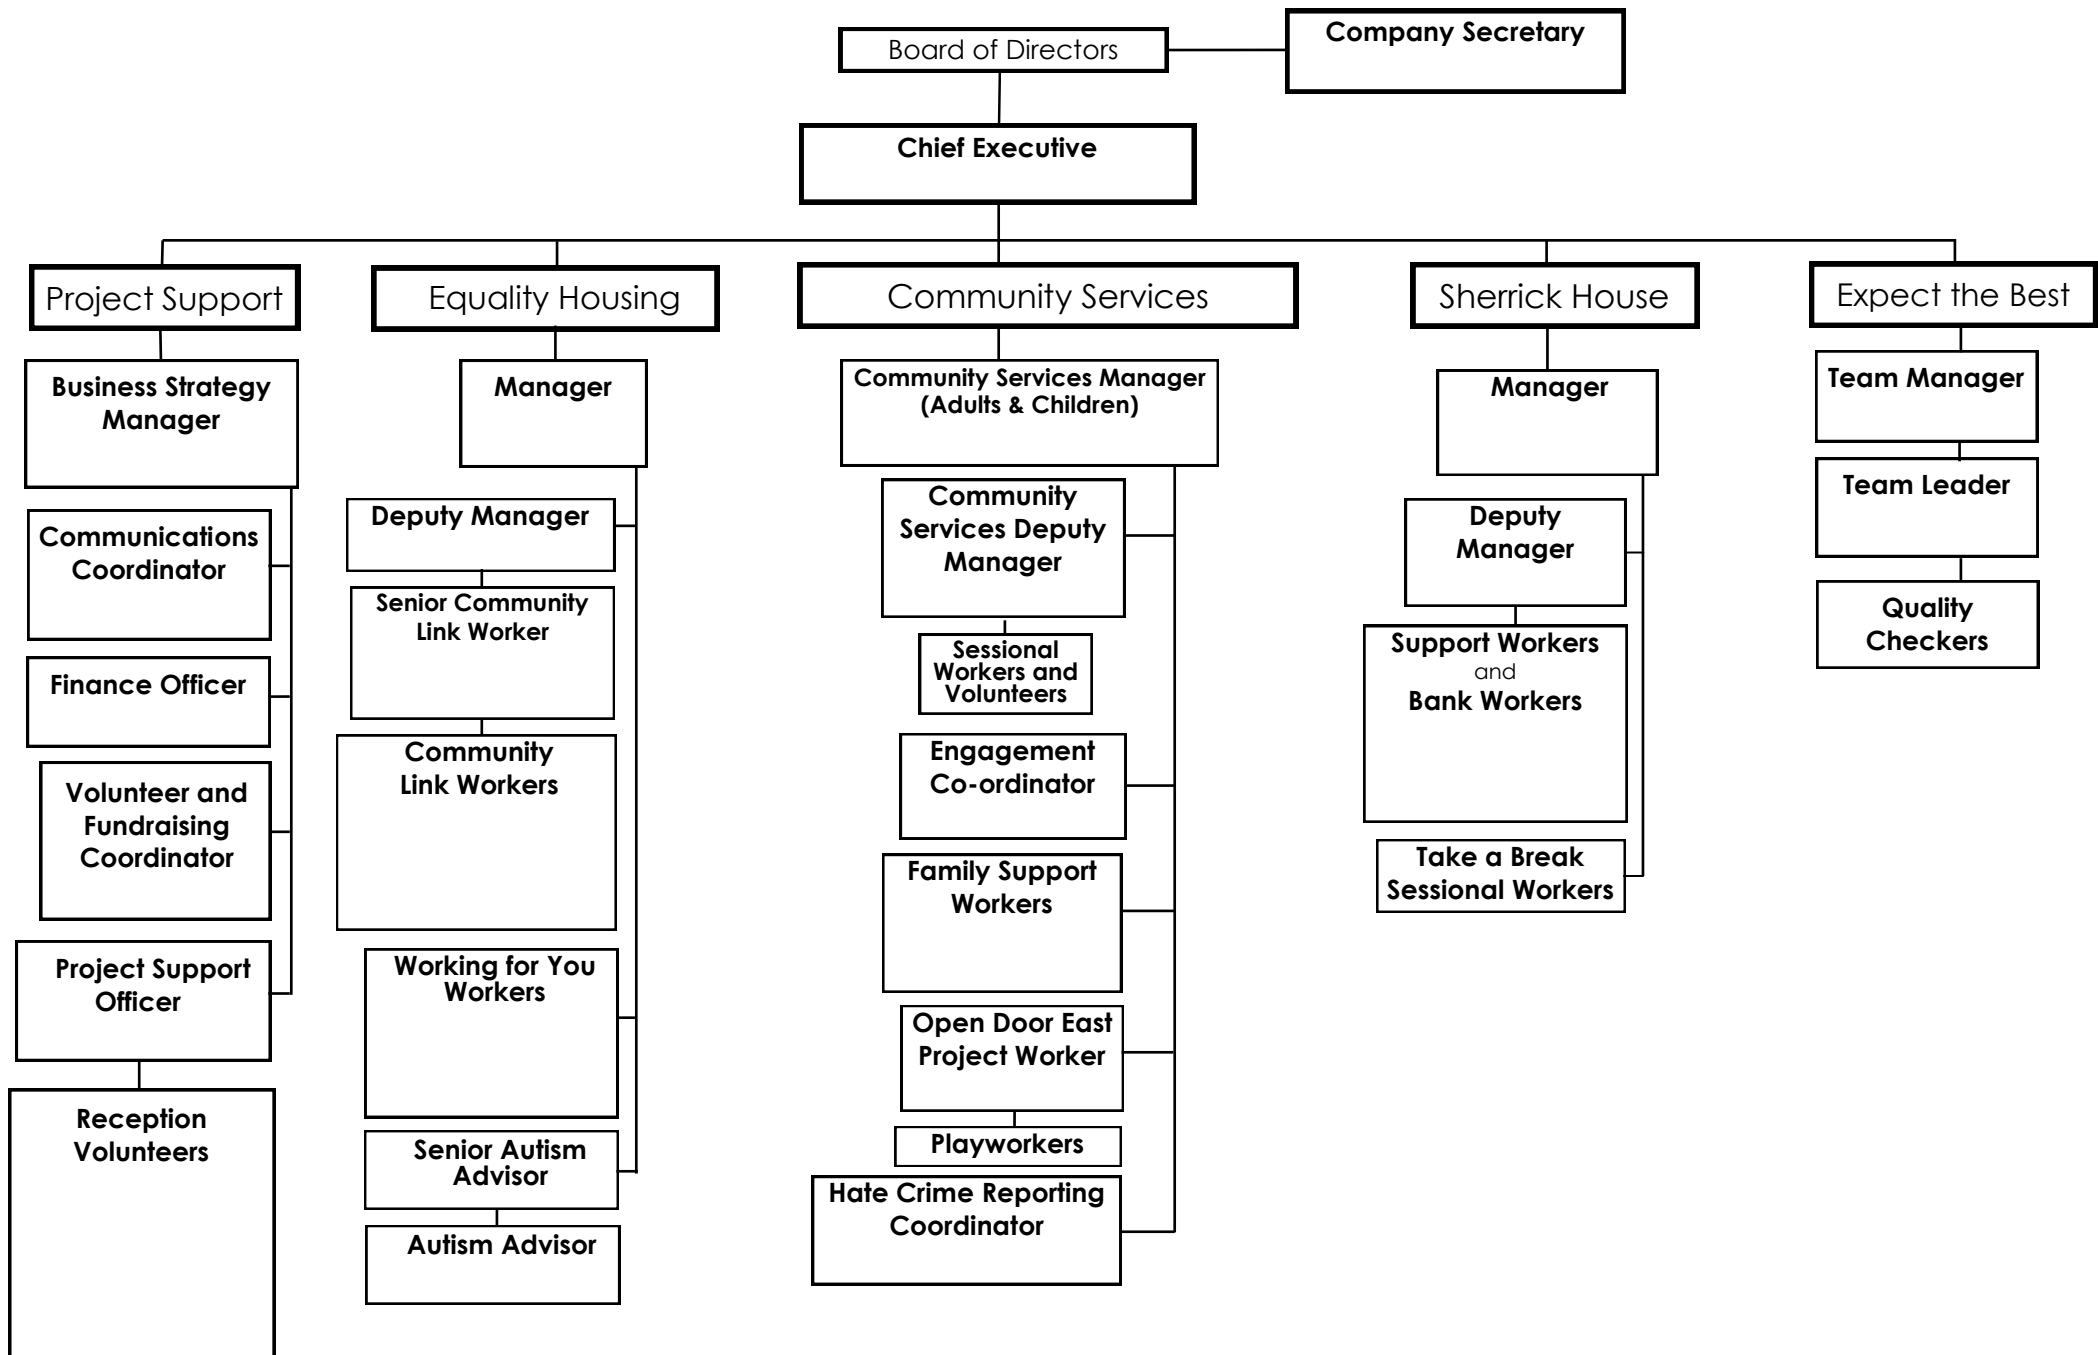 Board of Directors
Company Secretary
Chief Executive
Project Support
Equality Housing
Community Services
Sherrick House
Expect the Best
Business Strategy
Manager
Communications
Coordinator
Finance Officer
Volunteer and
Fundraising
Coordinator
Project Support
Officer
Reception
Volunteers
Manager
Deputy Manager
Senior Community
Link Worker
Community
Link Workers
Working for You
Workers
Senior Autism
Advisor
Autism Advisor
Community Services Manager
(Adults & Children)
Community
Services Deputy
Manager
Sessional
Workers and
Volunteers
Engagement
Co-ordinator
Family Support
Workers
Open Door East
Project Worker
Playworkers
Hate Crime Reporting
Coordinator
Manager
Deputy
Manager
Support Workers
and
Bank Workers
Take a Break
Sessional Workers
Team Manager
Team Leader
Quality
Checkers